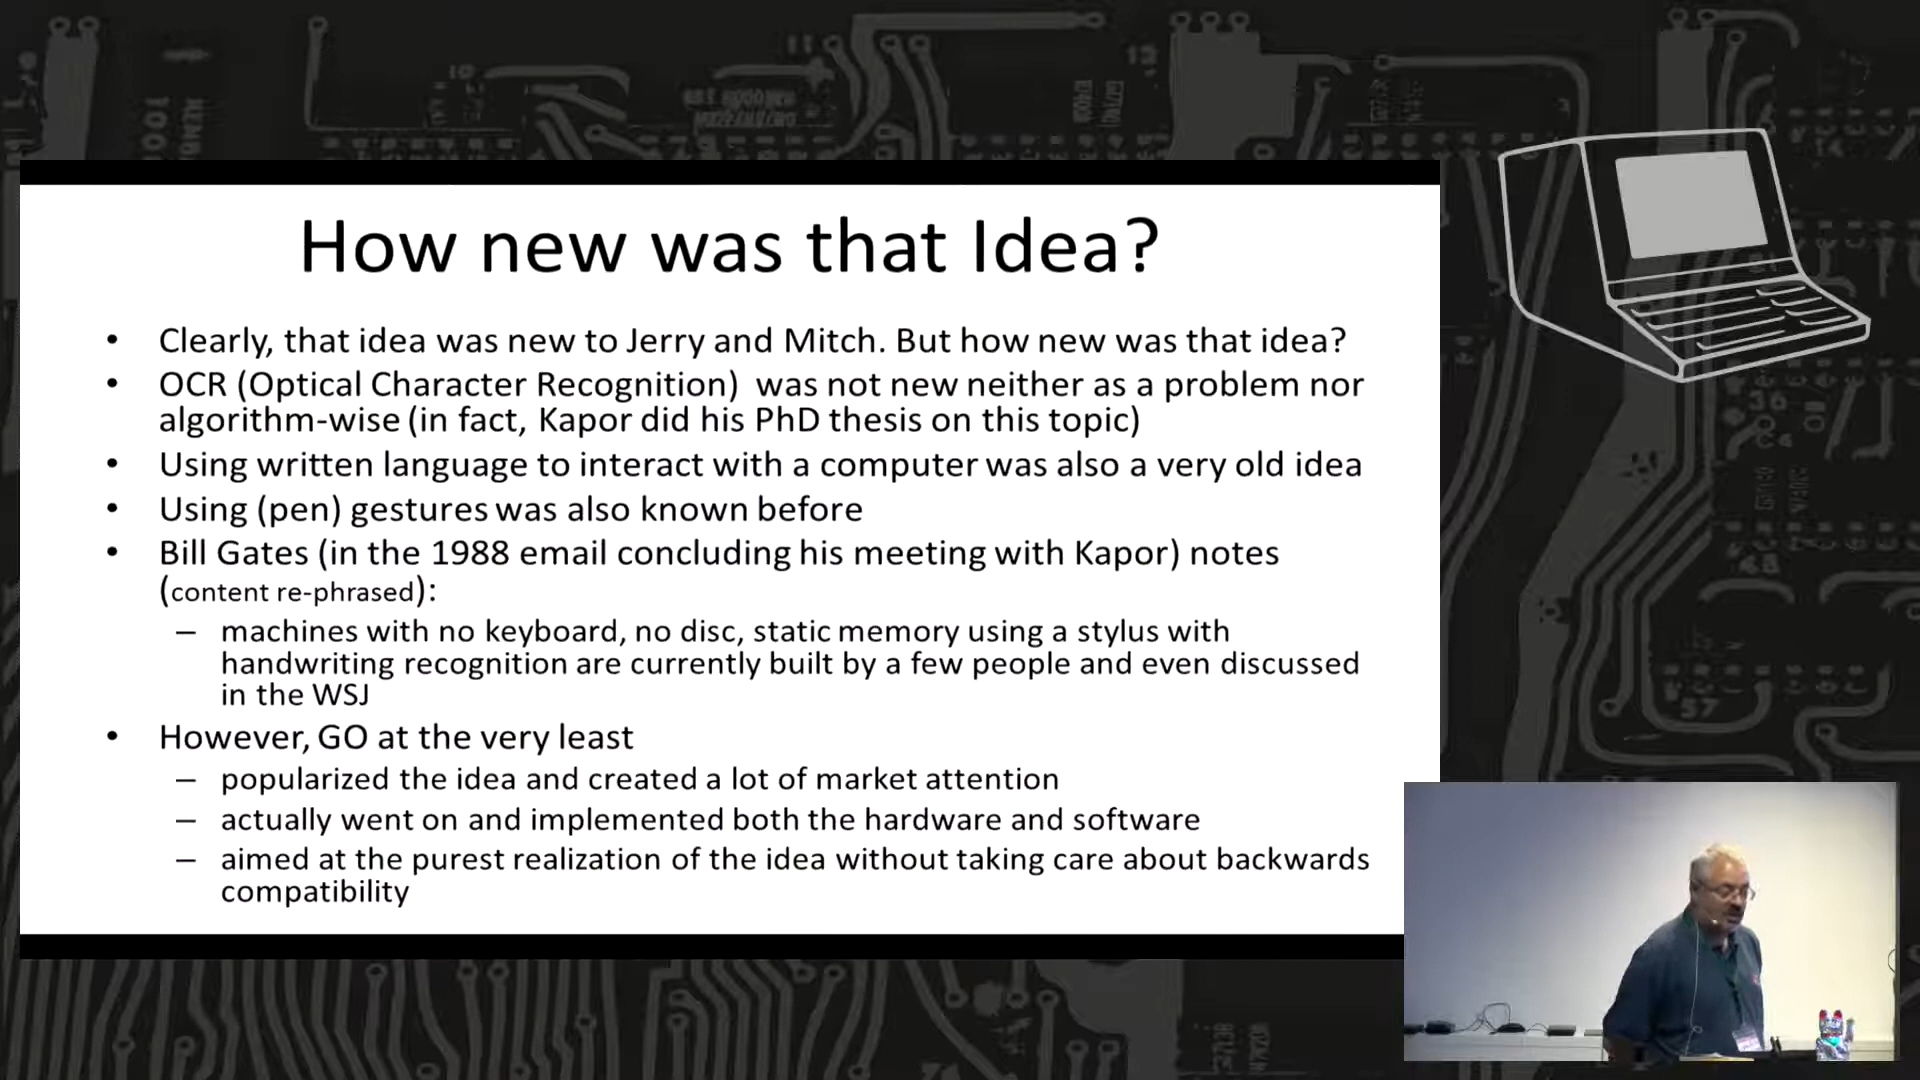 How new was that Idea?
• Clearly, that idea was new to Jerry and Mitch. But how new was that idea?
• OCR (Optical Character Recognition) was not new neither as a problem nor
algorithm-wise (in fact, Kapor did his PhD thesis on this topic)
• Using written language to interact with a computer was also a very old idea
• Using (pen) gestures was also known before
• Bill Gates (in the 1988 email concluding his meeting with Kapor) notes
(content re-phrased):
– machines with no keyboard, no disc, static memory using a stylus with
handwriting recognition are currently built by a few people and even discussed
in the WSJ
• However, GO at the very least
– popularized the idea and created a lot of market attention
– actually went on and implemented both the hardware and software
– aimed at the purest realization of the idea without taking care about backwards
compatibility
57